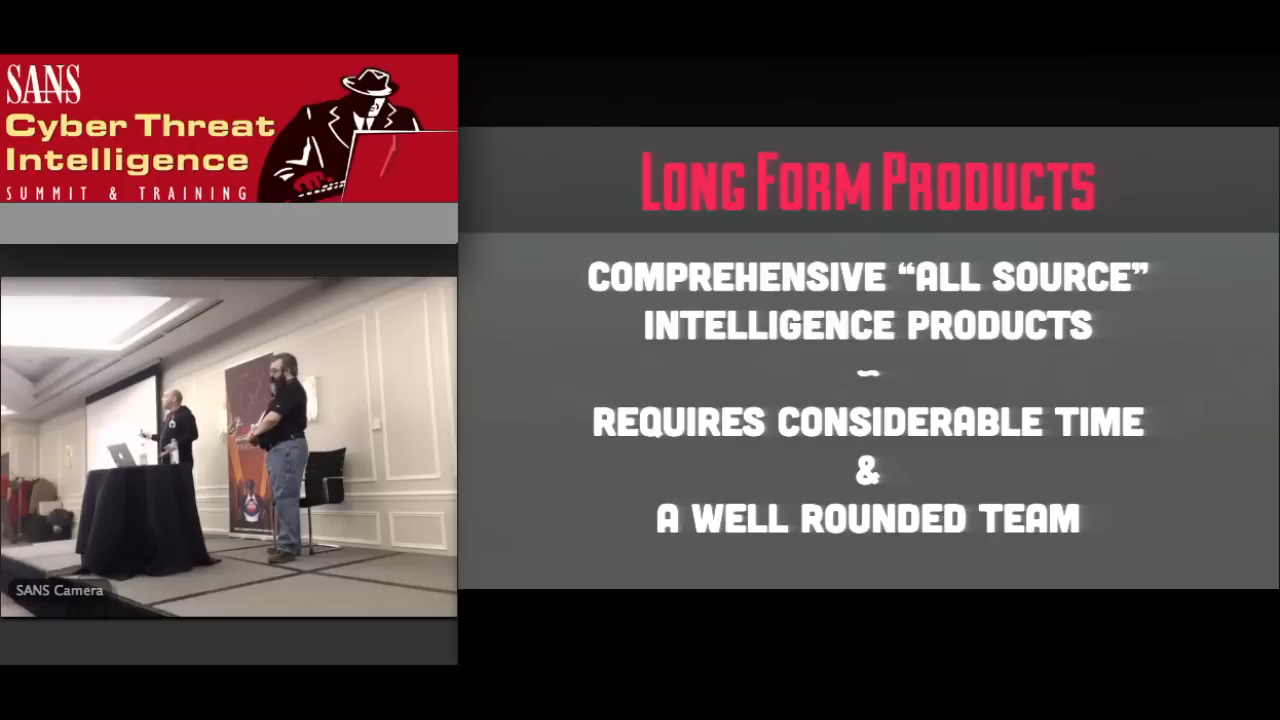 SANS
Cyber Threat
Intelligence
SUMMIT & TRAINING
LONG FORM PRODUCTS
COMPREHENSIVE “ALL SOURCE”
INTELLIGENCE PRODUCTS
~
REQUIRES CONSIDERABLE TIME
&
A WELL ROUNDED TEAM
SANS Camera